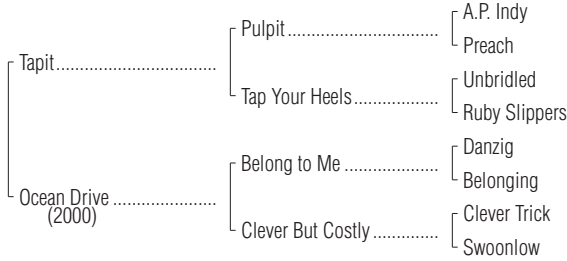 A.P. Indy
Pulpit................................
Preach
Tapit.................................
Unbridled
Tap Your Heels..................
Ruby Slippers
Danzig
Belong to Me ....................
Belonging
Ocean Drive ......................
(2000)
Clever Trick
Clever But Costly..............
Swoonlow